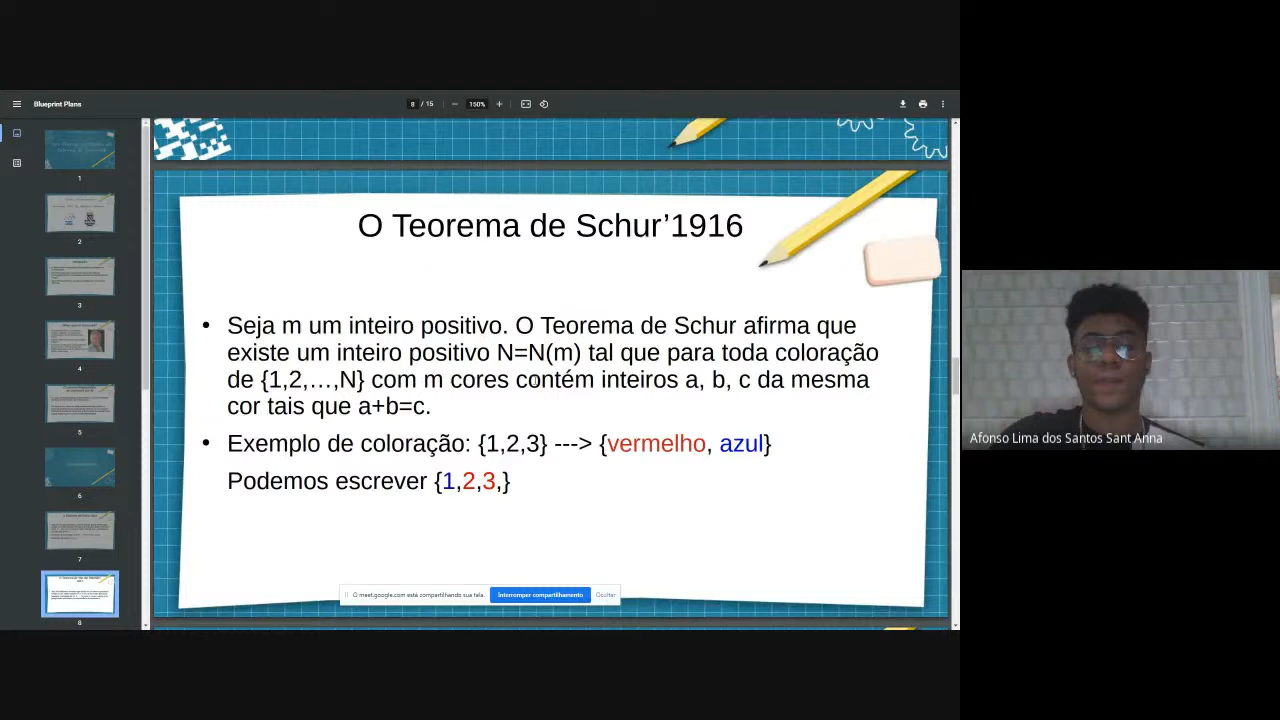 Blueprint Plans
8 / 15
150%
1
2
3
4
5
6
7
8
O Teorema de Schur’1916
• Seja m um inteiro positivo. O Teorema de Schur afirma que
existe um inteiro positivo N=N(m) tal que para toda coloração
de {1,2,…,N} com m cores contém inteiros a, b, c da mesma
cor tais que a+b=c.
• Exemplo de coloração: {1,2,3} ---> {vermelho, azul}
Podemos escrever {1,2,3,}
O meet.google.com está compartilhando sua tela.
Interromper compartilhamento
Ocultar
Afonso Lima dos Santos Sant Anna